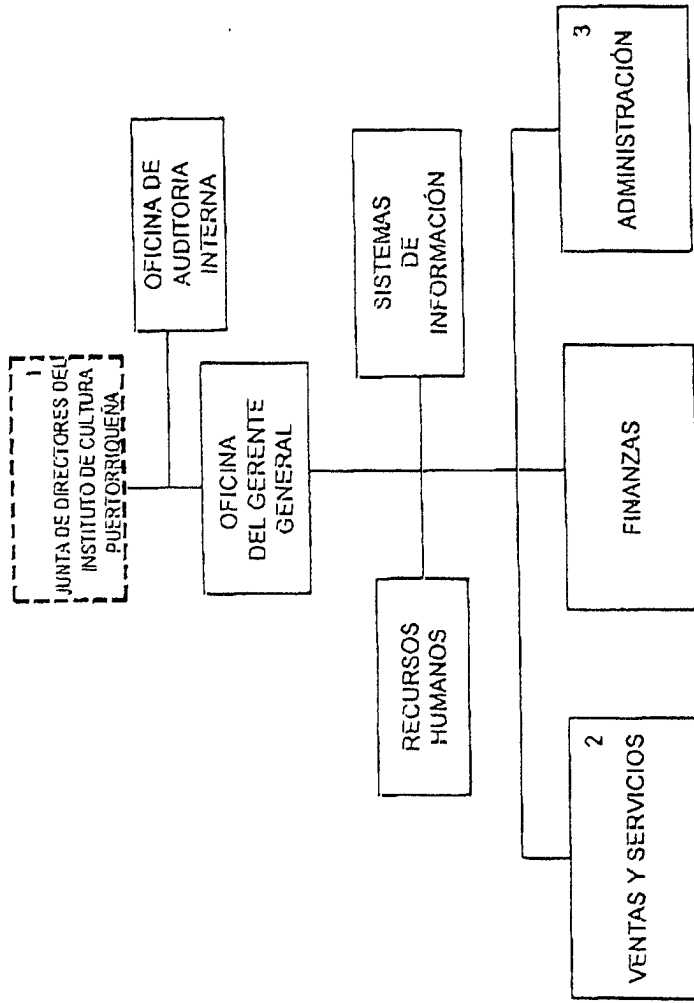 1
JUNTA DE DIRECTORES DEL
INSTITUTO DE CULTURA
PUERTORRIQUEÑA
OFICINA DE
AUDITORIA
INTERNA
OFICINA
DEL GERENTE
GENERAL
RECURSOS
HUMANOS
SISTEMAS
DE
INFORMACIÓN
2
VENTAS Y SERVICIOS
FINANZAS
3
ADMINISTRACIÓN